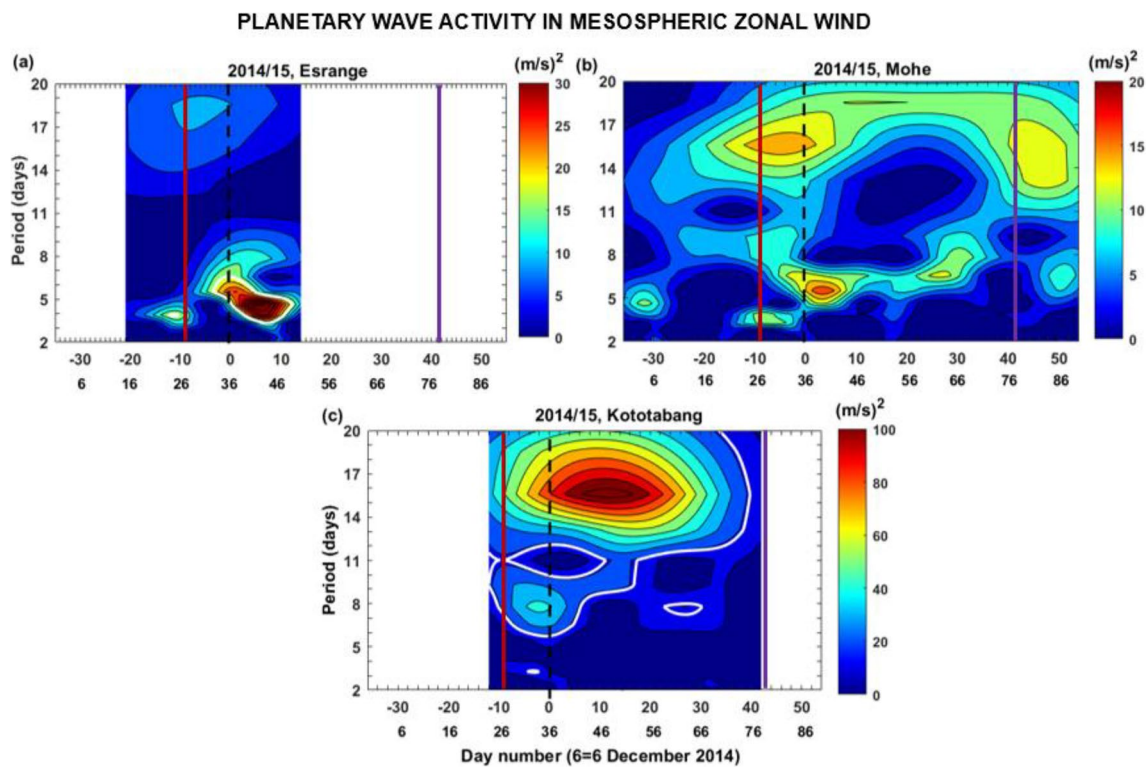 PLANETARY WAVE ACTIVITY IN MESOSPHERIC ZONAL WIND
(a)
2014/15, Esrange
(m/s)2
20
17
14
11
8
5
2
Period (days)
30
25
20
15
10
5
0
-30 -20 -10 0 10 20 30 40 50
6 16 26 36 46 56 66 76 86
(b)
2014/15, Mohe
(m/s)2
20
17
14
11
8
5
2
20
15
10
5
0
-30 -20 -10 0 10 20 30 40 50
6 16 26 36 46 56 66 76 86
(c)
2014/15, Kototabang
(m/s)2
20
17
14
11
8
5
2
Period (days)
100
80
60
40
20
0
-30 -20 -10 0 10 20 30 40 50
6 16 26 36 46 56 66 76 86
Day number (6=6 December 2014)